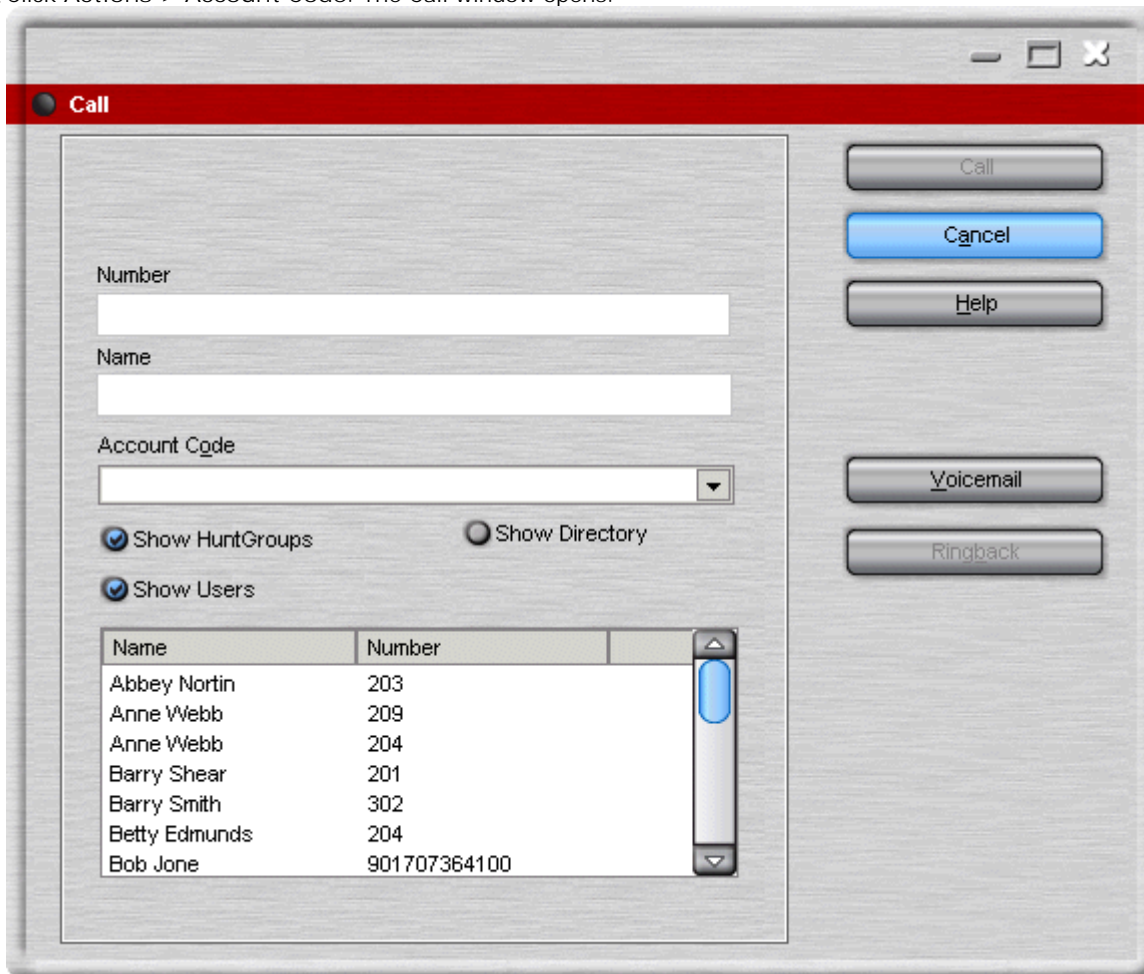 Click Actions > Account Code. The Call window opens.
Call
Number
Name
Account Code
Show HuntGroups
Show Directory
Show Users
Name Number
Abbey Nortin 203
Anne Webb 209
Anne Webb 204
Barry Shear 201
Barry Smith 302
Betty Edmunds 204
Bob Jone 901707364100
Call
Cancel
Help
Voicemail
Ringback